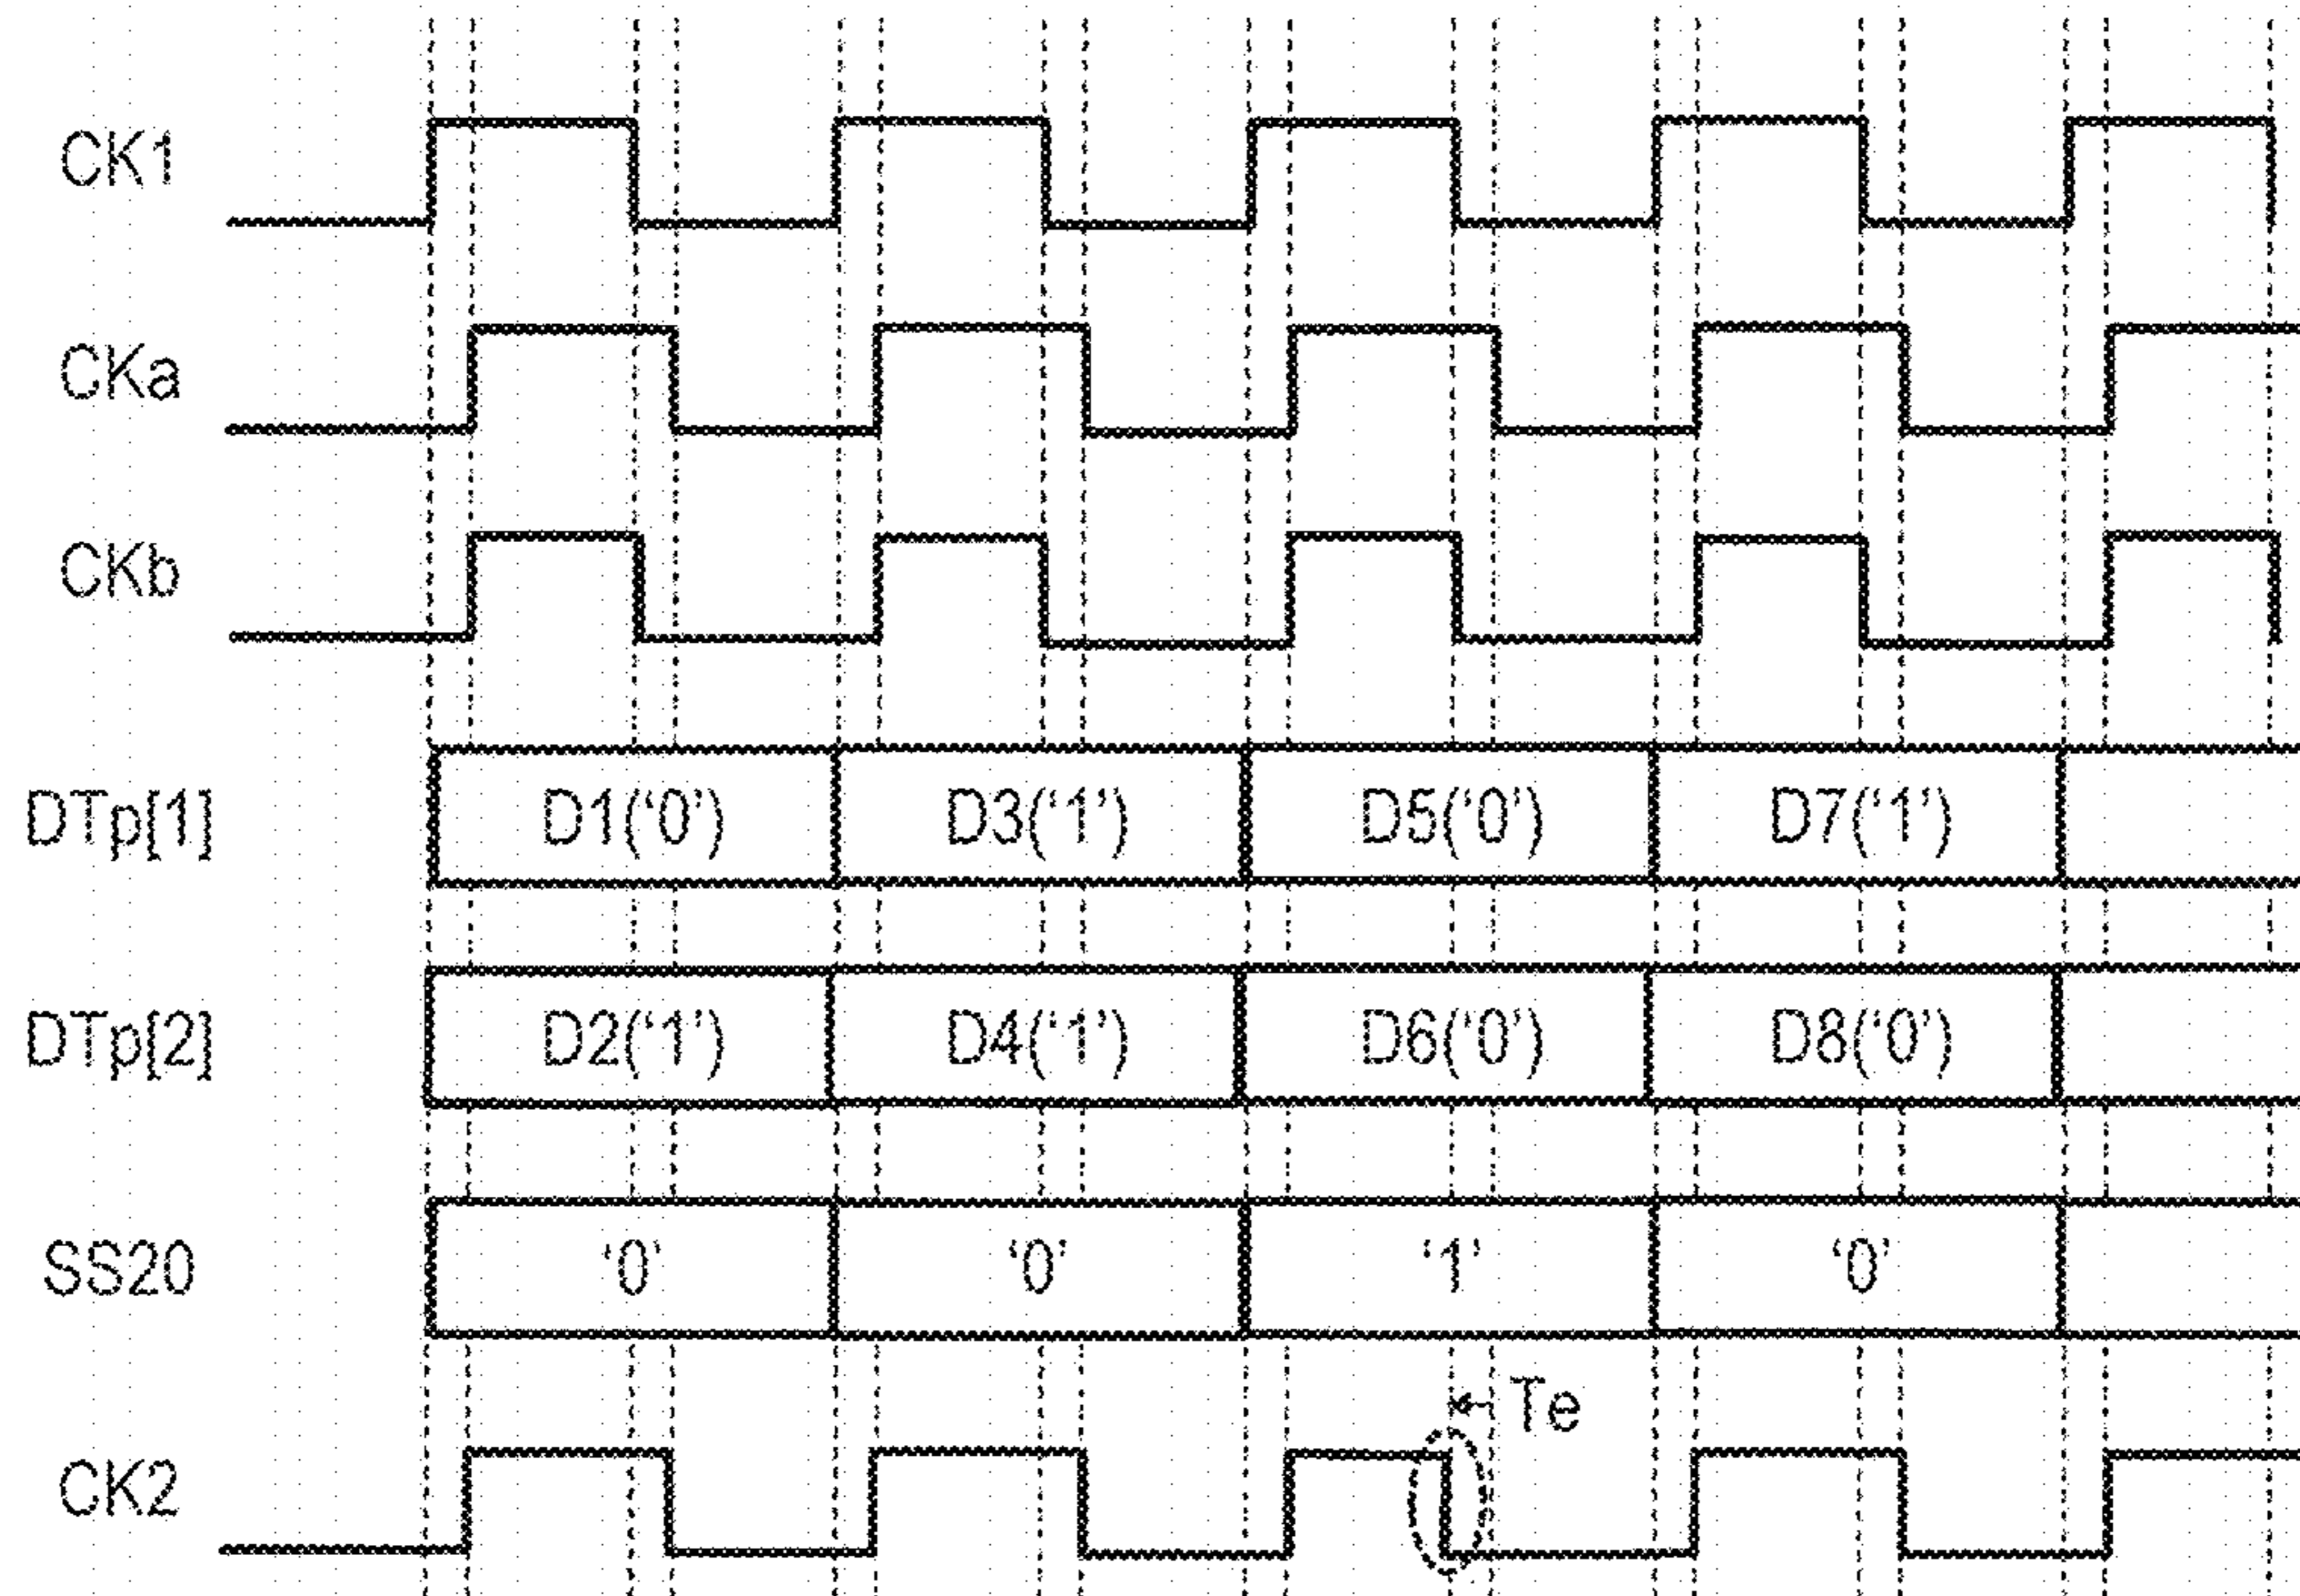 CK1
CKa
CKb
DTp[1] D1('0') D3('1') D5('0') D7('1')
DTp[2] D2('1') D4('1') D6('0') D8('0')
SS20 '0' '0' '1' '0'
Te
CK2